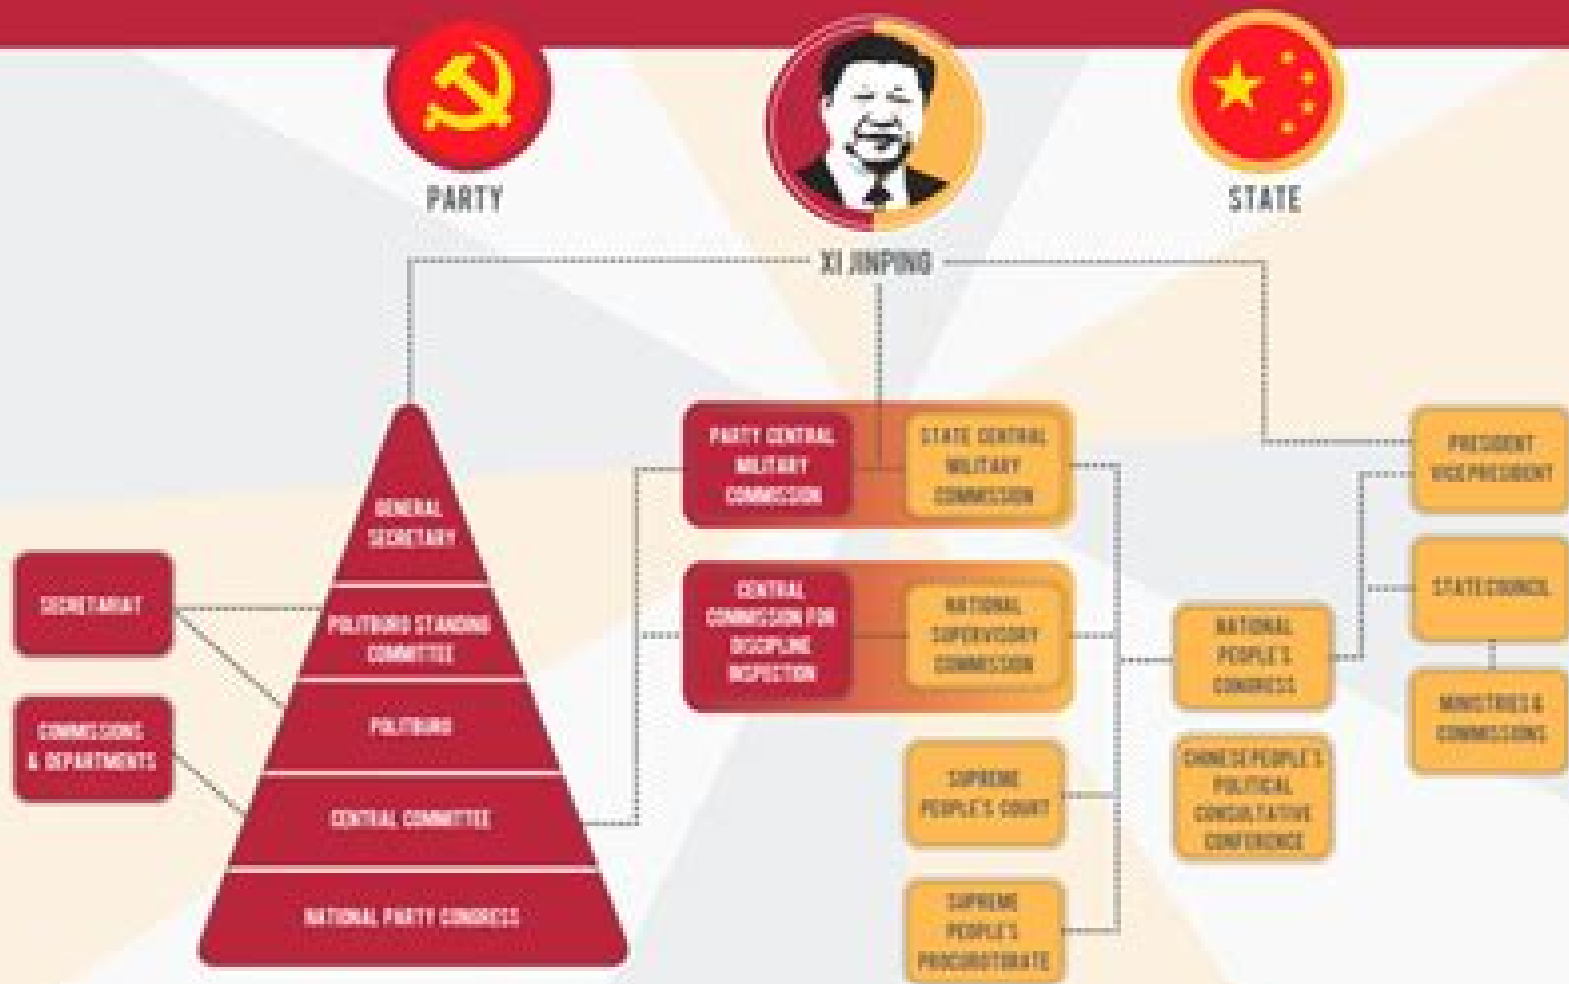 PARTY
STATE
XI JINPING
GENERAL
SECRETARY
POLITBURO STANDING
COMMITTEE
POLITBURO
CENTRAL COMMITTEE
NATIONAL PARTY CONGRESS
SECRETARIAT
COMMISSIONS
& DEPARTMENTS
PARTY CENTRAL
MILITARY
COMMISSION
STATE CENTRAL
MILITARY
COMMISSION
CENTRAL
COMMISSION FOR
DISCIPLINE
INSPECTION
NATIONAL
SUPERVISORY
COMMISSION
SUPREME
PEOPLE'S COURT
SUPREME
PEOPLE'S
PROCUROTORATE
NATIONAL
PEOPLE'S
CONGRESS
CHINESE PEOPLE'S
POLITICAL
CONSULTATIVE
CONFERENCE
PRESIDENT
VICE PRESIDENT
STATE COUNCIL
MINISTRIES &
COMMISSIONS